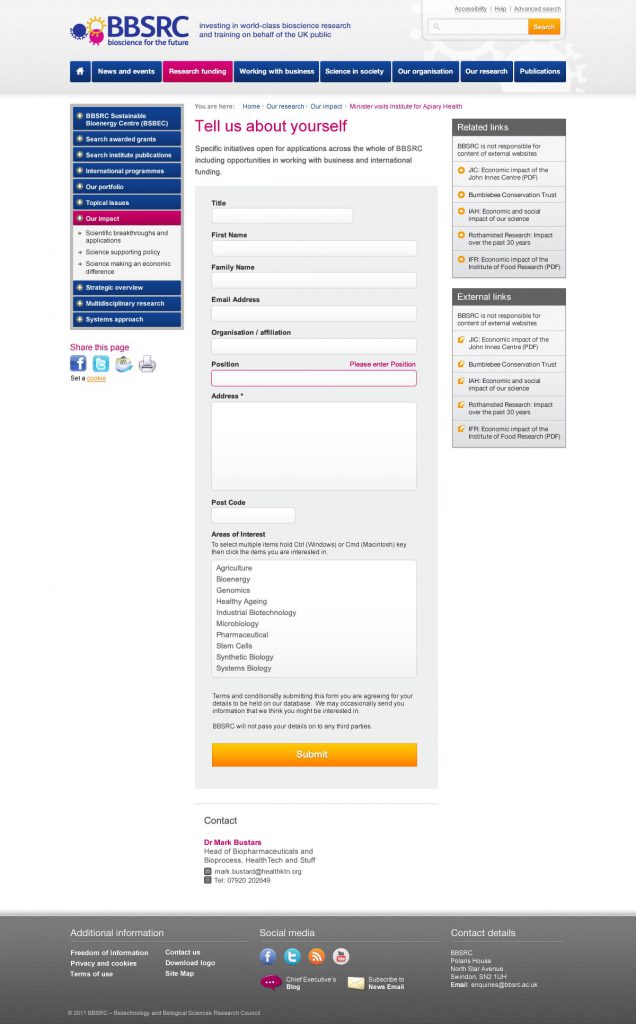 BBSRC
bioscience for the future
investing in world-class bioscience research
and training on behalf of the UK public
Accessibility | Help | Advanced search
Search
News and events
Research funding
Working with business
Science in society
Our organisation
Our research
Publications
BBSRC Sustainable
Bioenergy Centre (BSBEC)
Search awarded grants
Search institute publications
International programmes
Our portfolio
Topical issues
Our impact
Scientific breakthroughs and
applications
Science supporting policy
Science making an economic
difference
Strategic overview
Multidisciplinary research
Systems approach
Share this page
Set a cookie
You are here: Home · Our research · Our impact · Minister visits Institute for Apiary Health
Tell us about yourself
Specific initiatives open for applications across the whole of BBSRC
including opportunities in working with business and international
funding.
Title
First Name
Family Name
Email Address
Organisation / affiliation
Position Please enter Position
Address *
Post Code
Areas of Interest
To select multiple items hold Ctrl (Windows) or Cmd (Macintosh) key
then click the items you are interested in.
Agriculture
Bioenergy
Genomics
Healthy Ageing
Industrial Biotechnology
Microbiology
Pharmaceutical
Stem Cells
Synthetic Biology
Systems Biology
Terms and conditionsBy submitting this form you are agreeing for your
details to be held on our database. We may occasionally send you
information that we think you might be interested in.
BBSRC will not pass your details on to any third parties.
Submit
Contact
Dr Mark Bustars
Head of Biopharmaceuticals and
Bioprocess, HealthTech and Stuff
mark.bustard@healthktn.org
Tel: 07920 202649
Related links
BBSRC is not responsible for
content of external websites
JIC: Economic impact of the
John Innes Centre (PDF)
Bumblebee Conservation Trust
IAH: Economic and social
impact of our science
Rothamsted Research: Impact
over the past 30 years
IFR: Economic impact of the
Institute of Food Research (PDF)
External links
BBSRC is not responsible for
content of external websites
JIC: Economic impact of the
John Innes Centre (PDF)
Bumblebee Conservation Trust
IAH: Economic and social
impact of our science
Rothamsted Research: Impact
over the past 30 years
IFR: Economic impact of the
Institute of Food Research (PDF)
Additional information
Freedom of Information
Privacy and cookies
Terms of use
Contact us
Download logo
Site Map
Social media
You Tube
Chief Executive's
Blog
Subscribe to
News Email
Contact details
BBSRC
Polaris House
North Star Avenue
Swindon, SN2 1UH
Email: enquiries@bbsrc.ac.uk
© 2011 BBSRC – Biotechnology and Biological Sciences Research Council